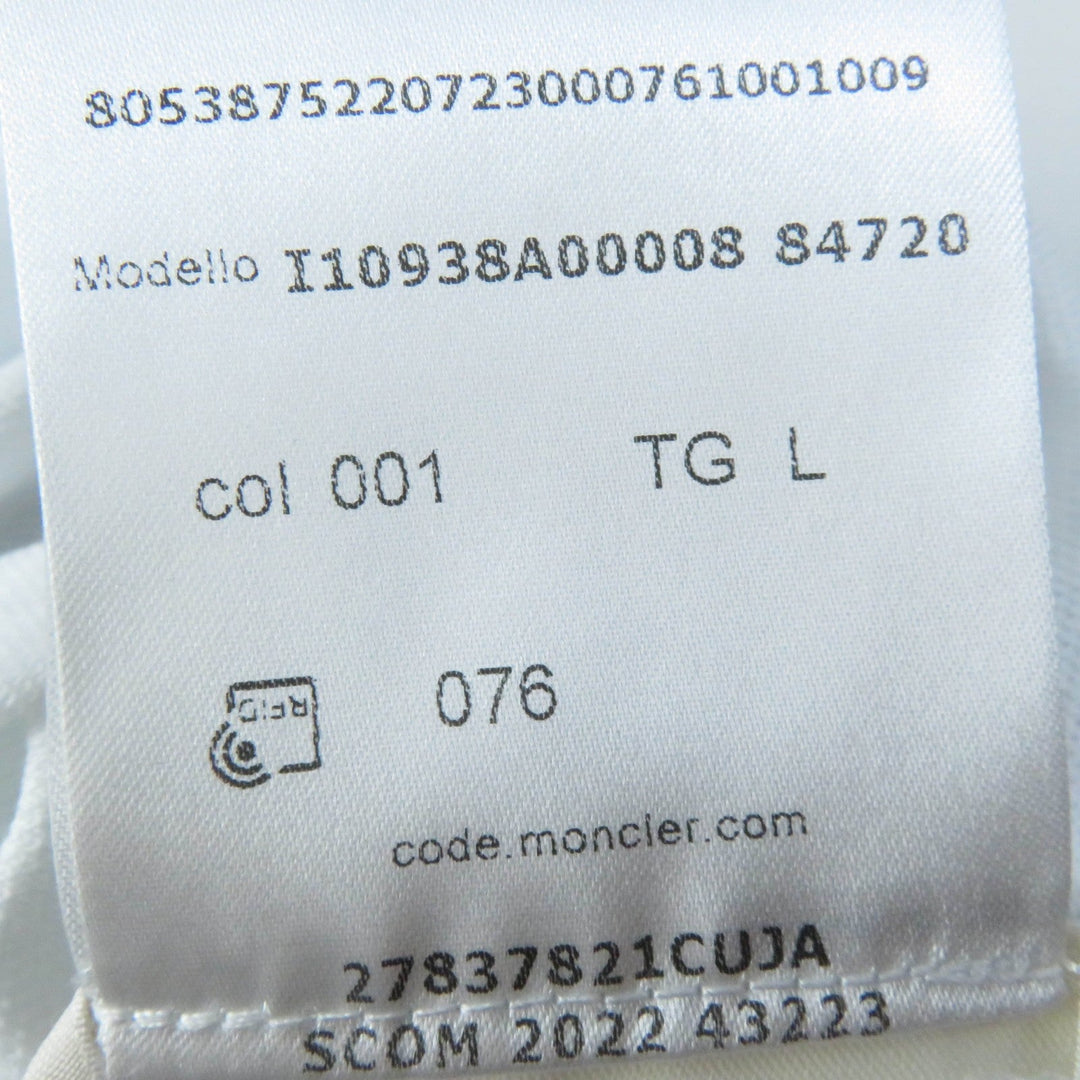 8053875220723000761001009
Modello I10938A00008 84720
col 001 TG L
RFID 076
code.moncler.com
27837821CUJA
SCOM 2022 43223